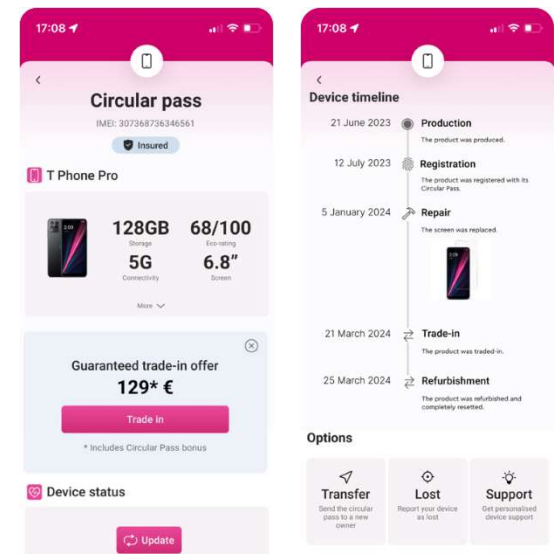 17:08
Circular pass
IMEI: 307368736346561
Insured
T Phone Pro
128GB
Storage
68/100
Eco-rating
5G
Connectivity
6.8”
Screen
More
Guaranteed trade-in offer
129* €
Trade in
* Includes Circular Pass bonus
Device status
Update
17:08
Device timeline
21 June 2023
Production
The product was produced.
12 July 2023
Registration
The product was registered with its
Circular Pass.
5 January 2024
Repair
The screen was replaced.
21 March 2024
Trade-in
The product was traded-in.
25 March 2024
Refurbishment
The product was refurbished and
completely resetted.
Options
Transfer
Send the circular
pass to a new
owner
Lost
Report your device
as lost
Support
Get personalised
device support